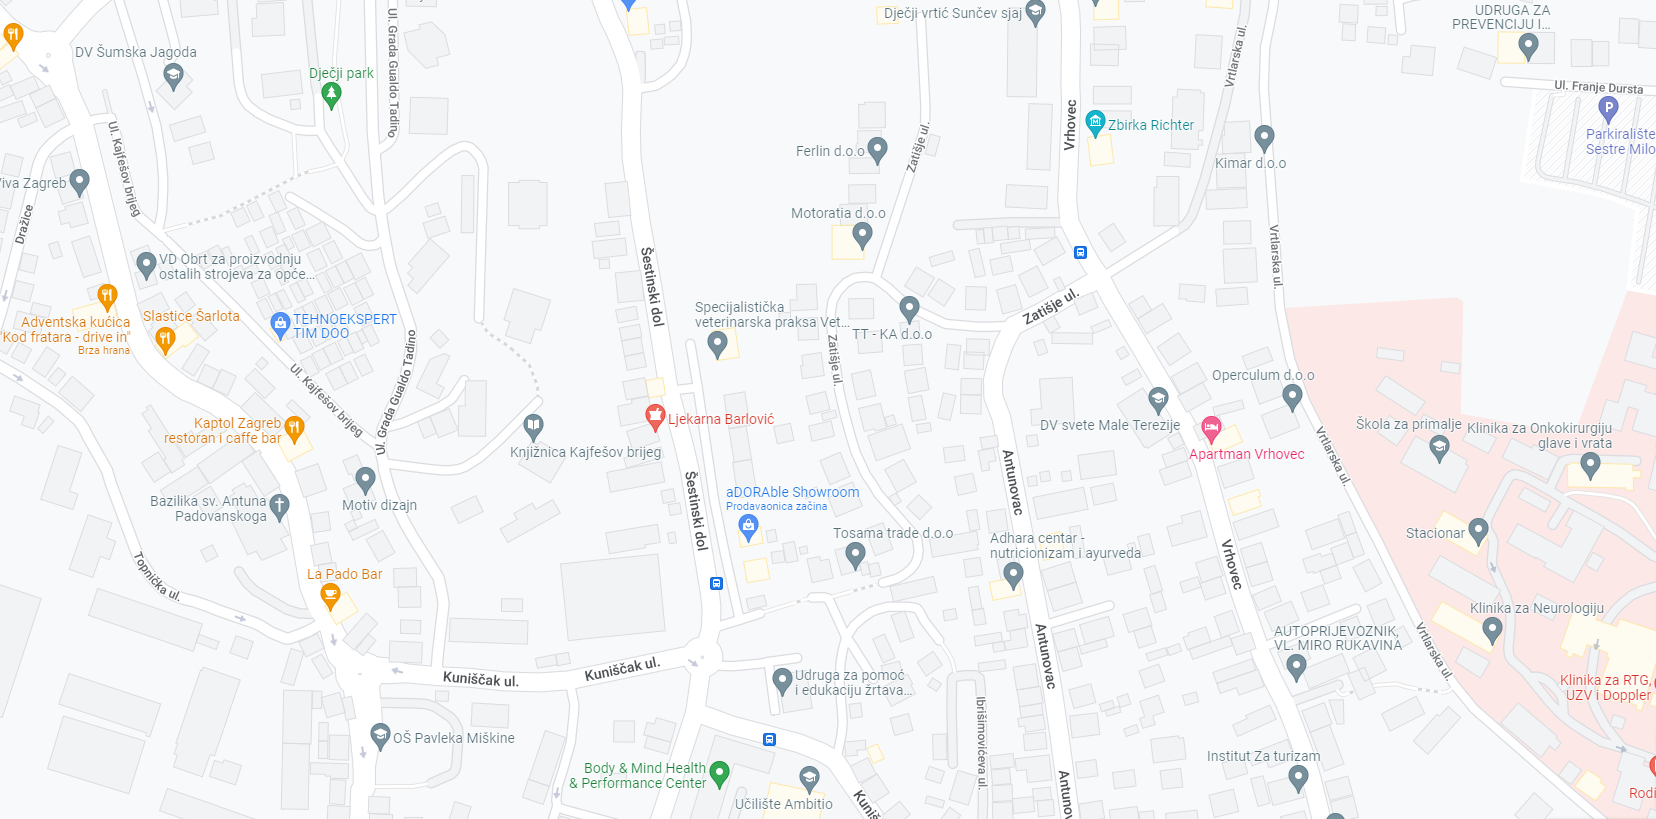 DV Šumska Jagoda
Dječji park
Ul. Grada Gualdo Tadino
Dječji vrtić Sunčev sjaj
UDRUGA ZA
PREVENCIJU I...
Vrtlarska ul.
Ul. Franje Dursta
Parkiralište
Sestre Milo
Vrhovec
Zbirka Richter
Kimar d.o.o
Ferlin d.o.o
Zatišje ul.
Motoratia d.o.o
Ul. Kajfešov brijeg
Viva Zagreb
Dražice
VD Obrt za proizvodnju
ostalih strojeva za opće...
Šestinski dol
Vrtlarska ul.
Adventska kućica
"Kod fratara - drive in"
Brza hrana
Slastice Šarlota
TEHNOEKSPERT
TIM DOO
Specijalistička
veterinarska praksa Vet...
TT - KA d.o.o
Zatišje ul.
Zatišje ul.
Ul. Kajfešov brijeg
Ul. Grada Gualdo Tadino
Operculum d.o.o
Kaptol Zagreb
restoran i caffe bar
Ljekarna Barlović
Knjižnica Kajfešov brijeg
DV svete Male Terezije
Apartman Vrhovec
Škola za primalje
Klinika za Onkokirurgiju
glave i vrata
Vrtlarska ul.
Bazilika sv. Antuna
Padovanskoga
Motiv dizajn
Šestinski dol
aDORAble Showroom
Prodavaonica začina
Antunovac
Tosama trade d.o.o
Adhara centar -
nutricionizam i ayurveda
Stacionar
Vrhovec
Topnička ul.
La Pado Bar
Klinika za Neurologiju
AUTOPRIJEVOZNIK,
VL. MIRO RUKAVINA
Vrtlarska ul.
Antunovac
Kuniščak ul.
Kuniščak ul.
Udruga za pomoć
i edukaciju žrtava...
Ibrišimovićeva ul.
Klinika za RTG,
UZV i Doppler
OŠ Pavleka Miškine
Body & Mind Health
& Performance Center
Učilište Ambitio
Kuniš
Antunov
Institut Za turizam
Rodi